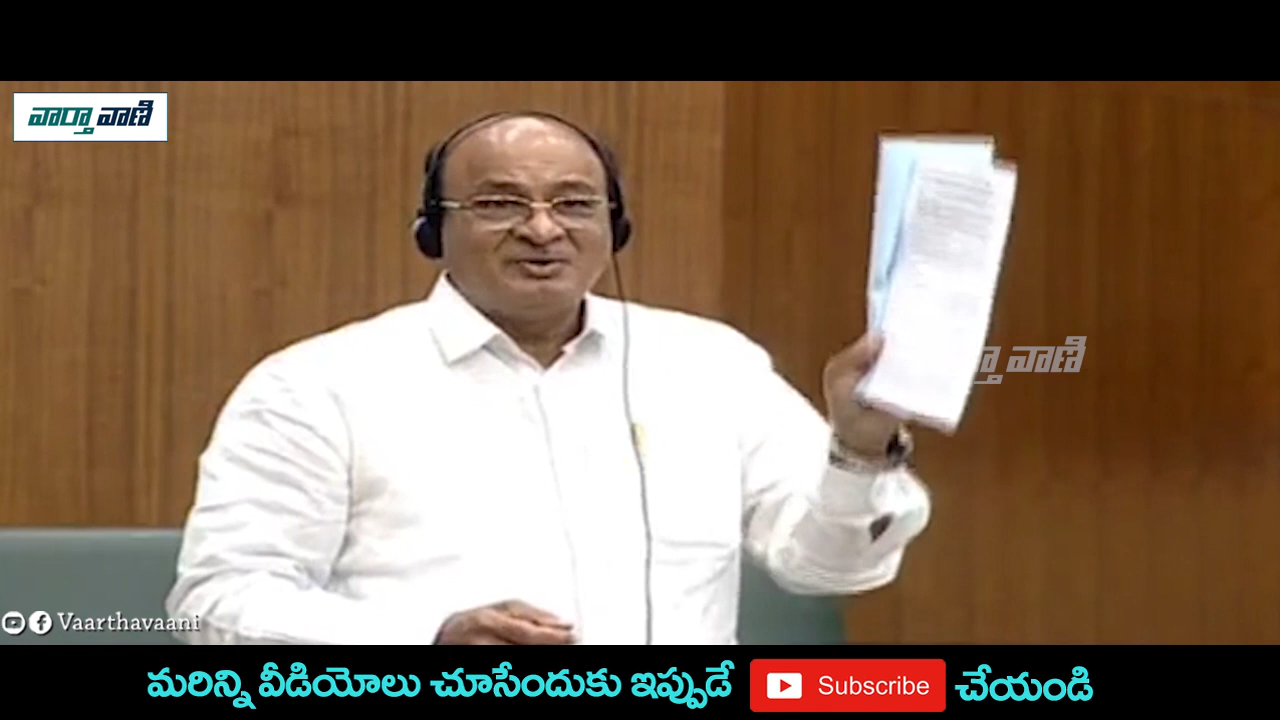 వార్తా వాణి
ర్తా వాణి
Vaarthavaani
మరిన్ని వీడియోలు చూసేందుకు ఇప్పుడే Subscribe చేయండి